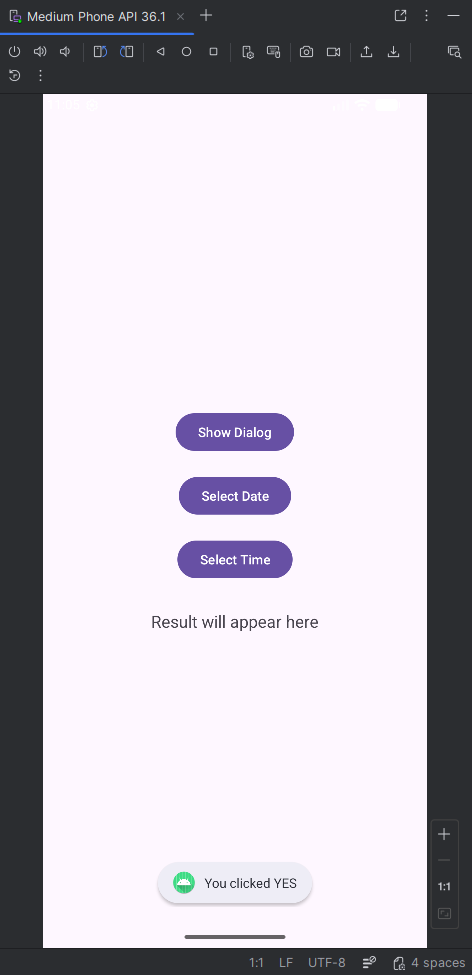 Medium Phone API 36.1
Show Dialog
Select Date
Select Time
Result will appear here
You clicked YES
1:1
1:1 LF UTF-8 4 spaces